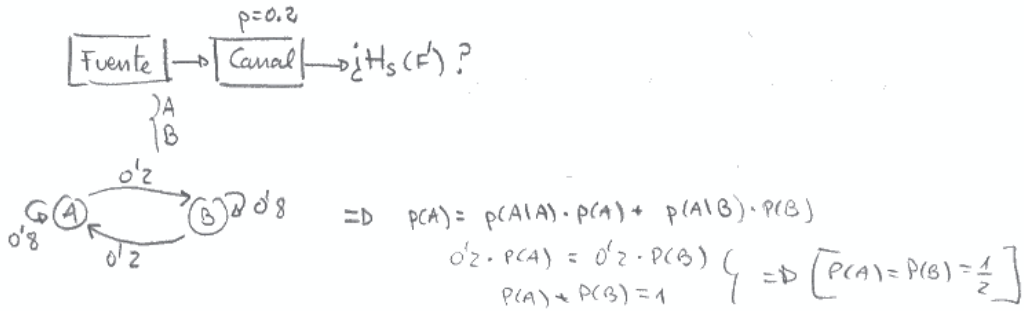 p=0.2
Fuente → Canal → ¿Hs(F')?
A
B
0'2
0'8 A B 0'8
0'2
⇒ p(A) = p(A|A)·p(A) + p(A|B)·P(B)
0'2 · P(A) = 0'2 · P(B)
P(A) + P(B) = 1
⇒ [P(A) = P(B) = 1/2]